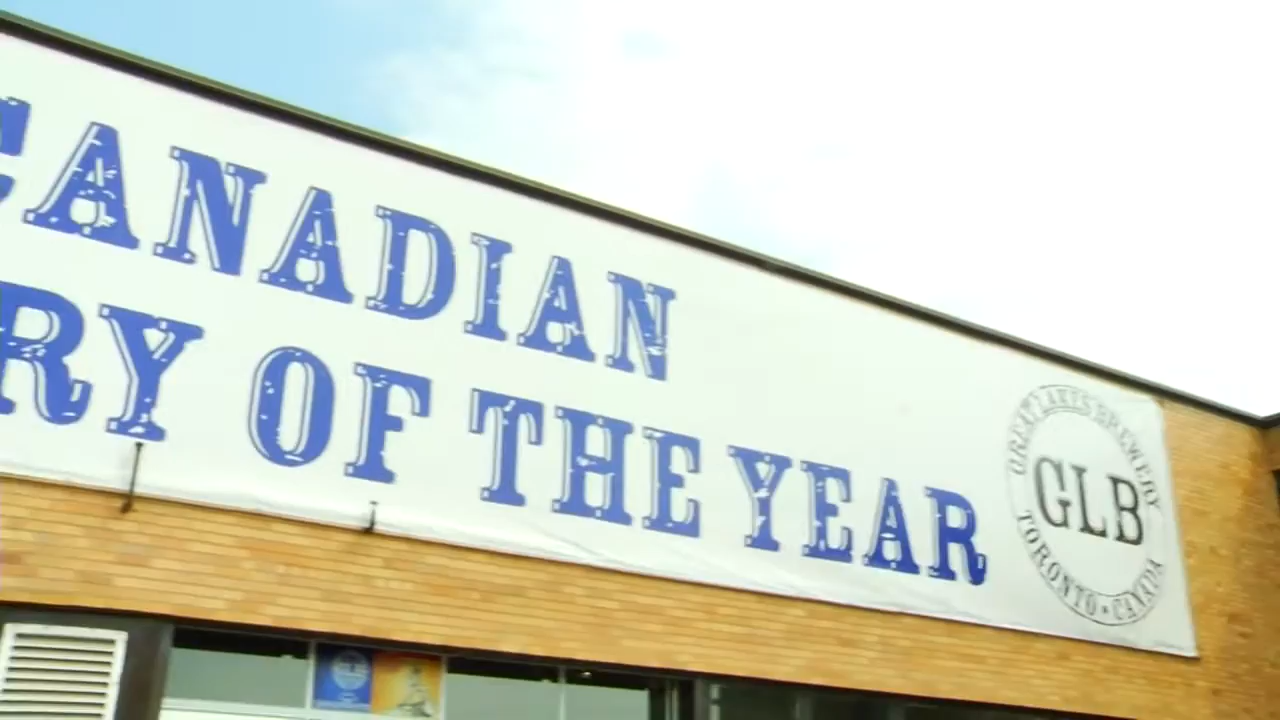 CANADIAN
RY OF THE YEAR
GREAT LAKES BREWERY
GLB
TORONTO • CANADA